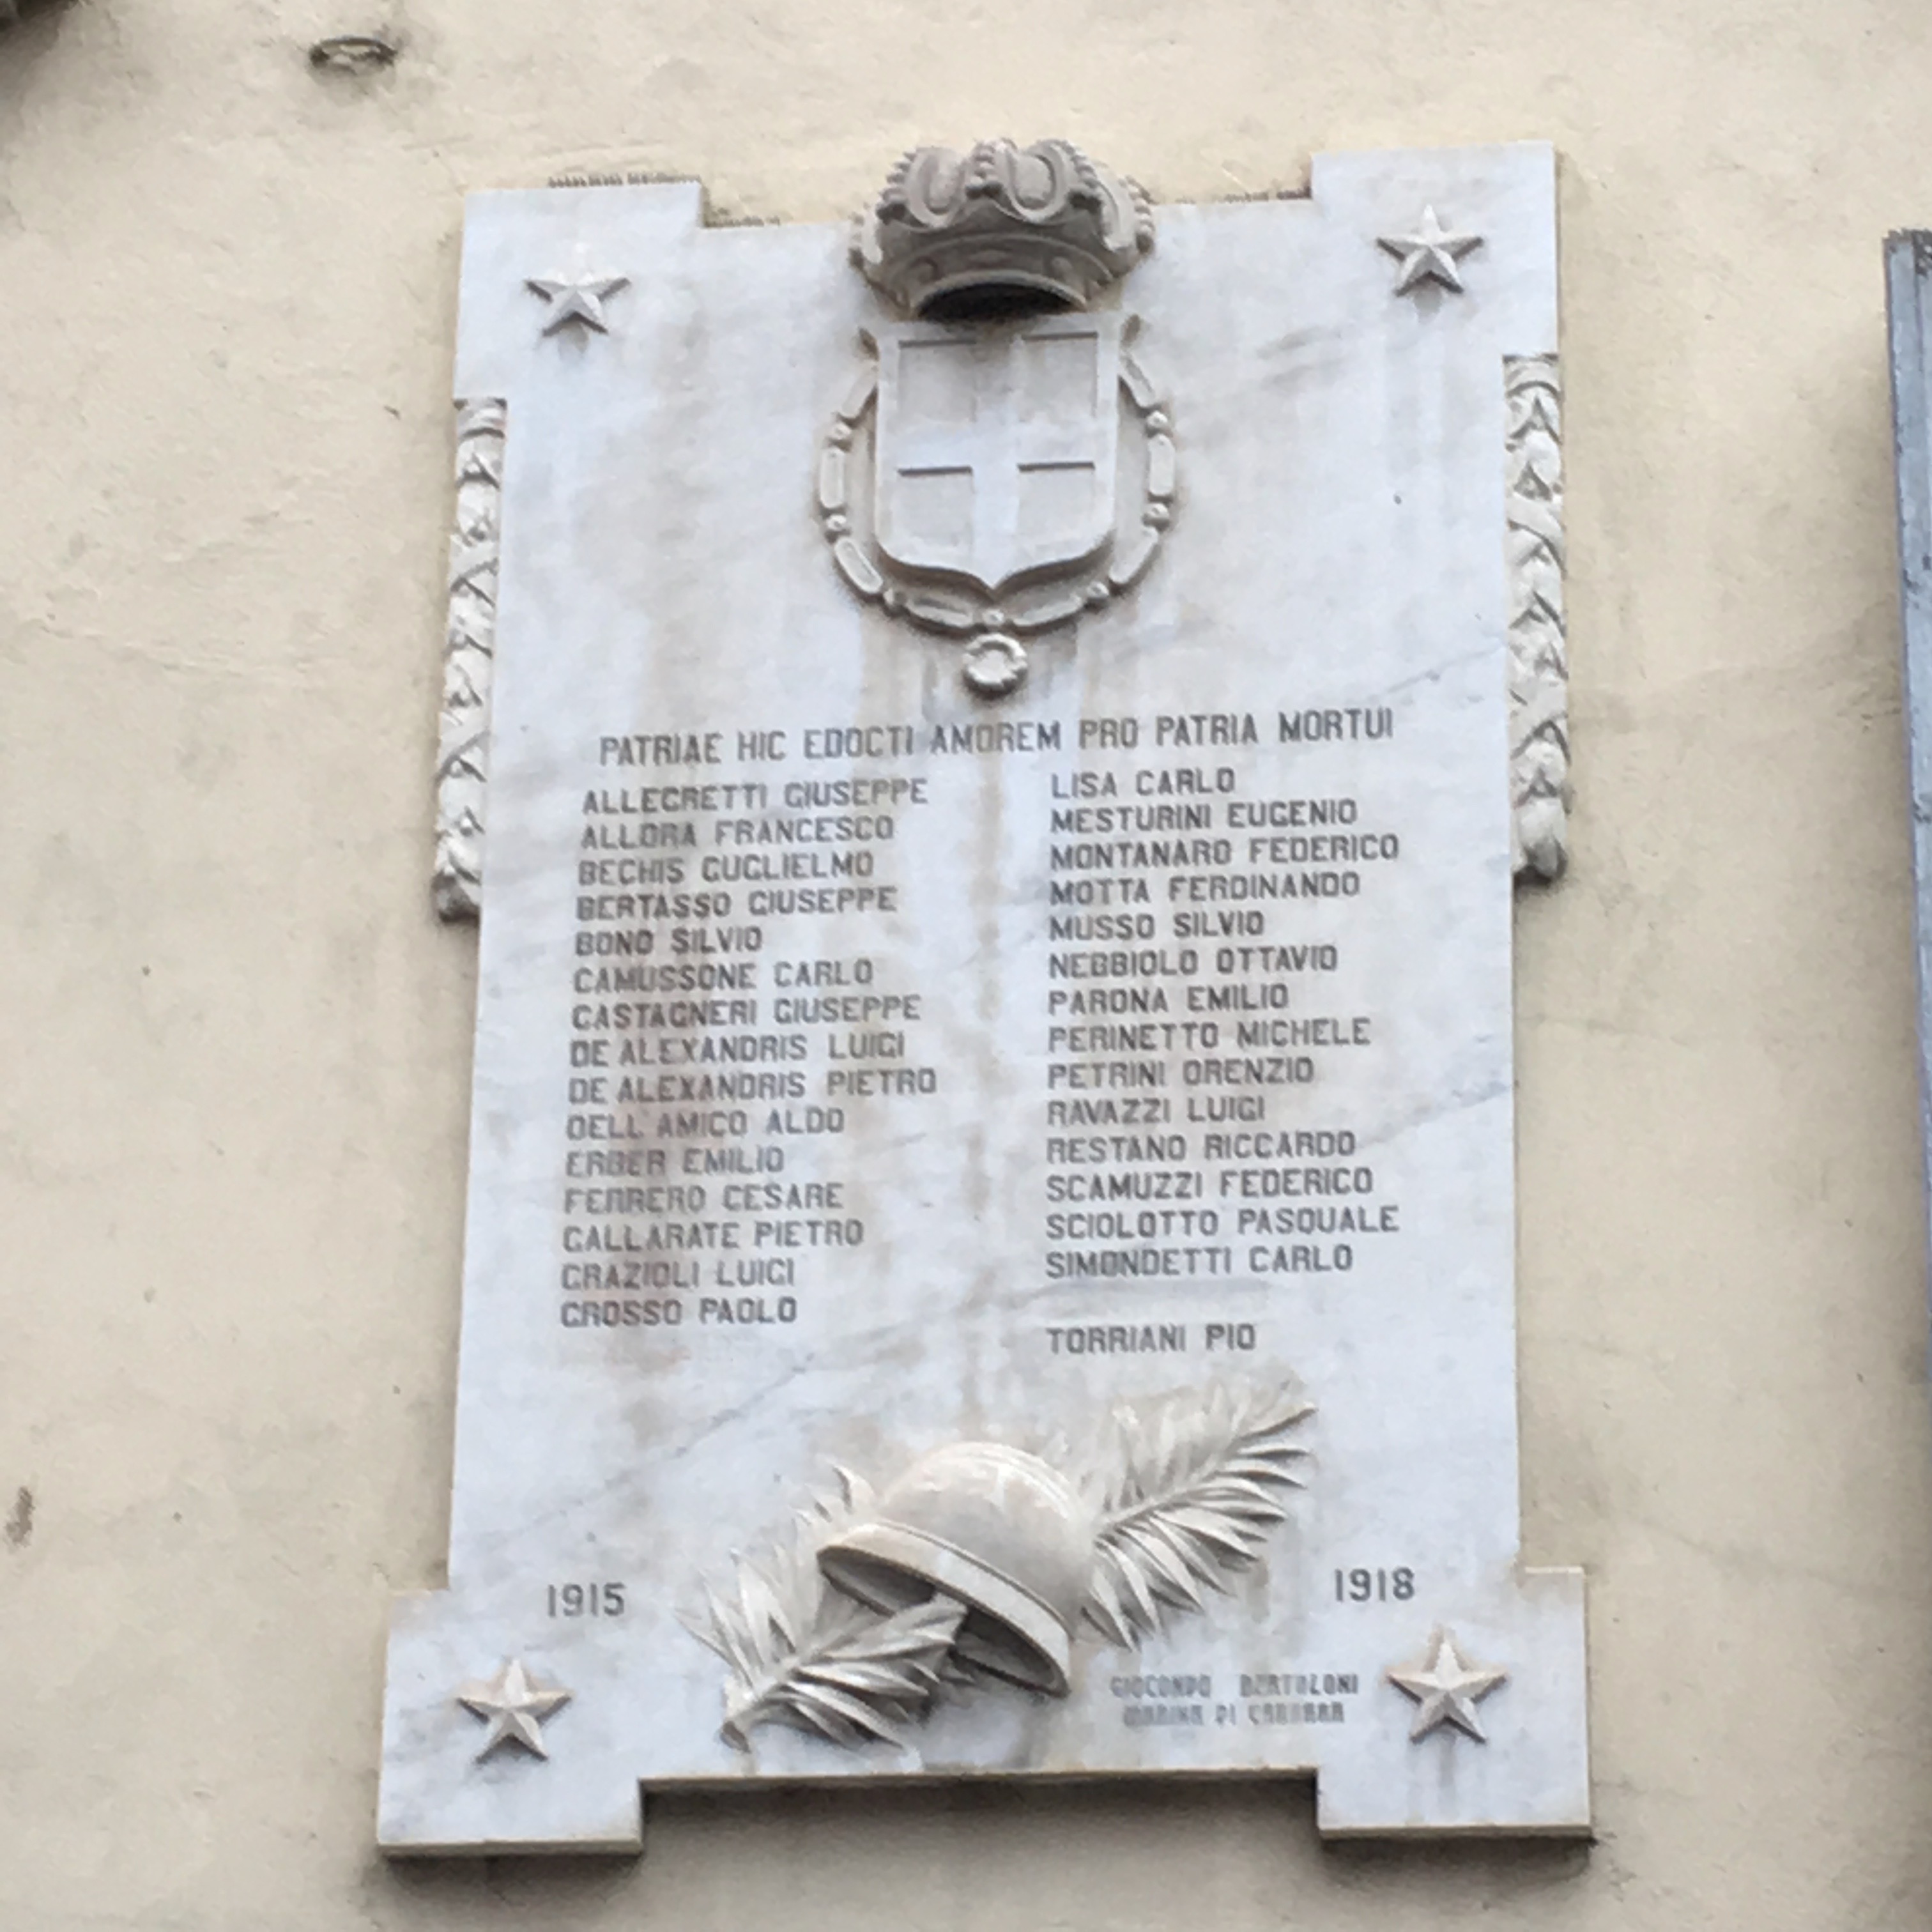 PATRIAE HIC EDOCTI AMOREM PRO PATRIA MORTUI
ALLEGRETTI GIUSEPPE
ALLORA FRANCESCO
BECHIS GUGLIELMO
BERTASSO GIUSEPPE
BONO SILVIO
CAMUSSONE CARLO
CASTAGNERI GIUSEPPE
DE ALEXANDRIS LUIGI
DE ALEXANDRIS PIETRO
DELL'AMICO ALDO
ERBER EMILIO
FERRERO CESARE
GALLARATE PIETRO
GRAZIOLI LUIGI
GROSSO PAOLO
LISA CARLO
MESTURINI EUGENIO
MONTANARO FEDERICO
MOTTA FERDINANDO
MUSSO SILVIO
NEBBIOLO OTTAVIO
PARONA EMILIO
PERINETTO MICHELE
PETRINI ORENZIO
RAVAZZI LUIGI
RESTANO RICCARDO
SCAMUZZI FEDERICO
SCIOLOTTO PASQUALE
SIMONDETTI CARLO
TORRIANI PIO
1915
1918
GIOCONDO BERTOLONI
MARINA DI CARRARA